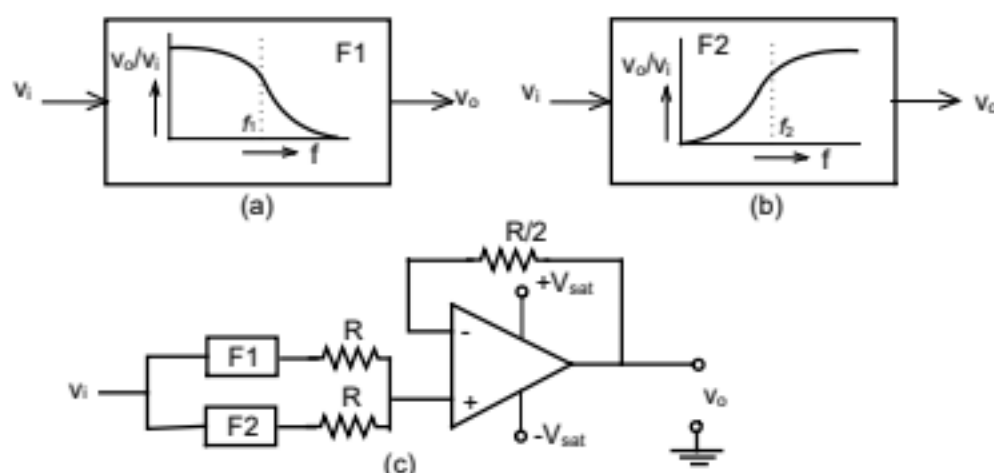 F1
vₒ/vᵢ
vᵢ
vₒ
f₁
f
(a)
F2
vₒ/vᵢ
vᵢ
vₒ
f₂
f
(b)
R/2
+Vsat
-
R
F1
vᵢ
+
R
F2
vₒ
-Vsat
(c)